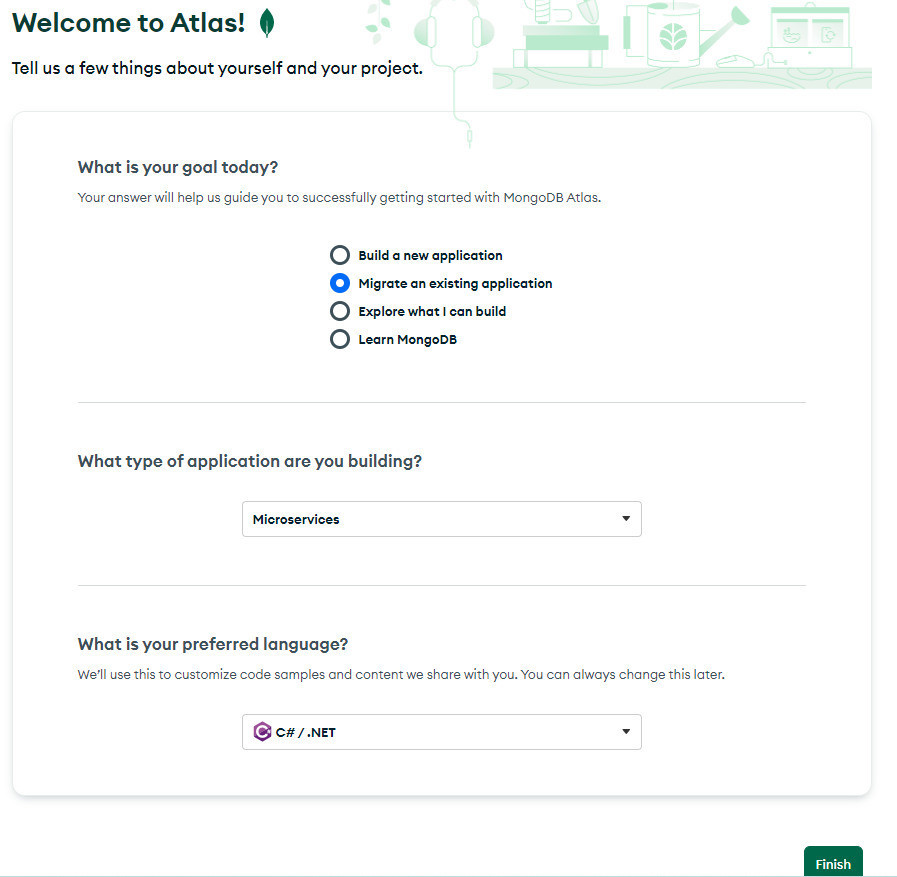 Welcome to Atlas!
Tell us a few things about yourself and your project.
What is your goal today?
Your answer will help us guide you to successfully getting started with MongoDB Atlas.
Build a new application
Migrate an existing application
Explore what I can build
Learn MongoDB
What type of application are you building?
Microservices
What is your preferred language?
We'll use this to customize code samples and content we share with you. You can always change this later.
C# / .NET
Finish